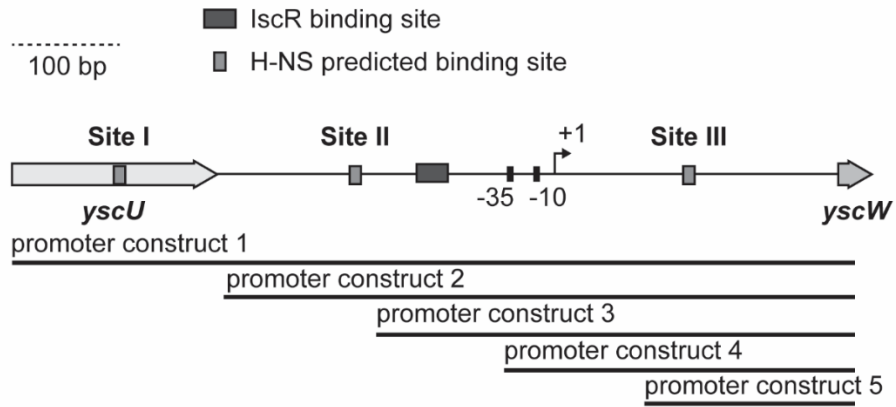 IscR binding site
100 bp
H-NS predicted binding site
Site I
Site II
+1
Site III
-35
-10
yscU
yscW
promoter construct 1
promoter construct 2
promoter construct 3
promoter construct 4
promoter construct 5